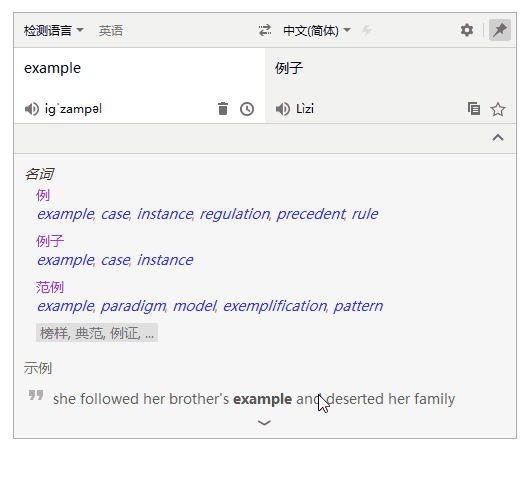 检测语言 英语 中文(简体)
example 例子
igˈzampəl Lìzi
名词
例
example, case, instance, regulation, precedent, rule
例子
example, case, instance
范例
example, paradigm, model, exemplification, pattern
榜样, 典范, 例证, ...
示例
she followed her brother's example and deserted her family